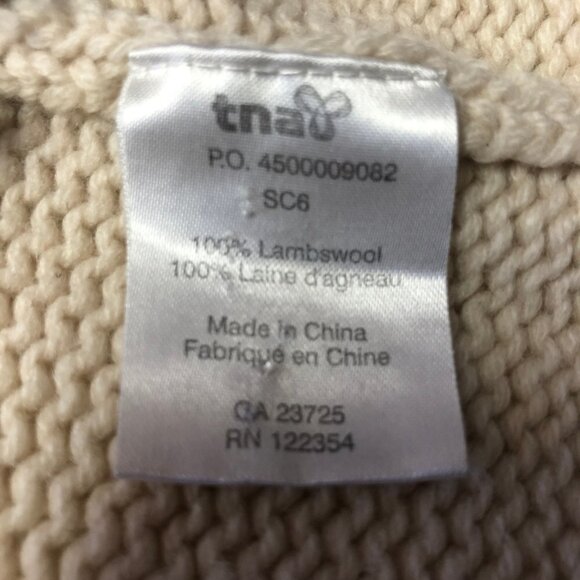 tna
P.O. 4500009082
SC6
100% Lambswool
100% Laine d'agneau
Made in China
Fabriqué en Chine
CA 23725
RN 122354